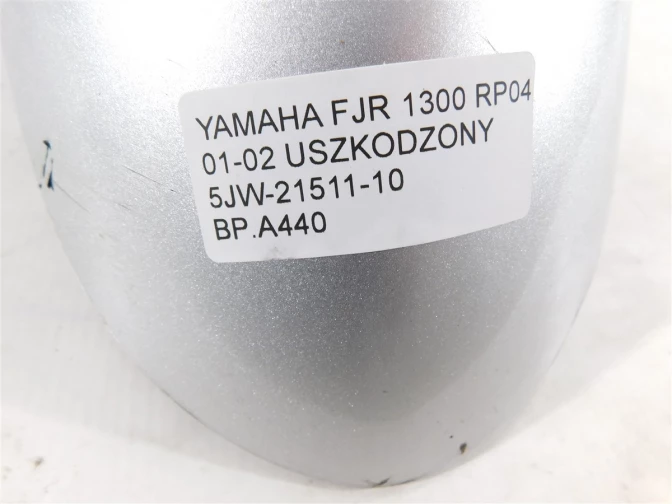 YAMAHA FJR 1300 RP04
01-02 USZKODZONY
5JW-21511-10
BP.A440